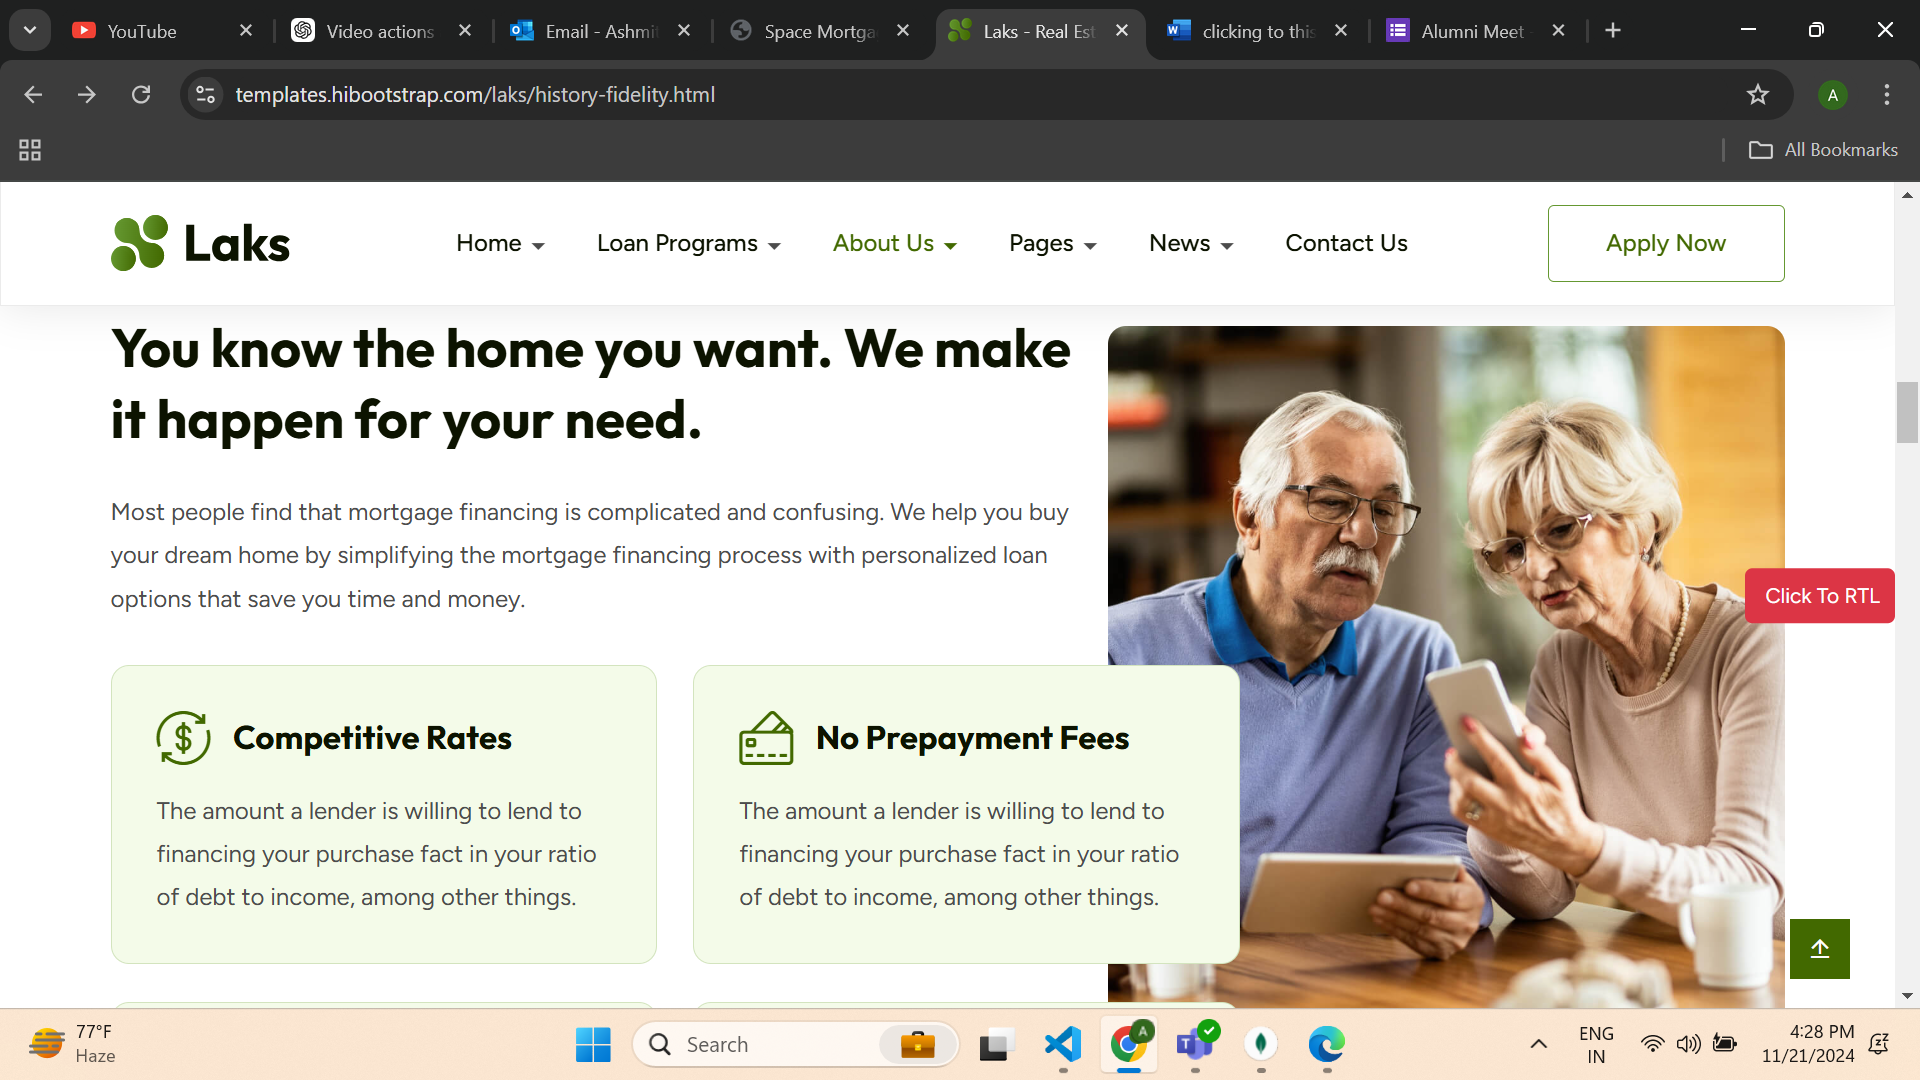 YouTube
Video actions
Email - Ashmit
Space Mortga
Laks - Real Est
clicking to this
Alumni Meet -
templates.hibootstrap.com/laks/history-fidelity.html
A
All Bookmarks
Laks
Home
Loan Programs
About Us
Pages
News
Contact Us
Apply Now
You know the home you want. We make
it happen for your need.
Most people find that mortgage financing is complicated and confusing. We help you buy
your dream home by simplifying the mortgage financing process with personalized loan
options that save you time and money.
Click To RTL
Competitive Rates
The amount a lender is willing to lend to
financing your purchase fact in your ratio
of debt to income, among other things.
No Prepayment Fees
The amount a lender is willing to lend to
financing your purchase fact in your ratio
of debt to income, among other things.
77°F
Haze
Search
ENG
IN
4:28 PM
11/21/2024